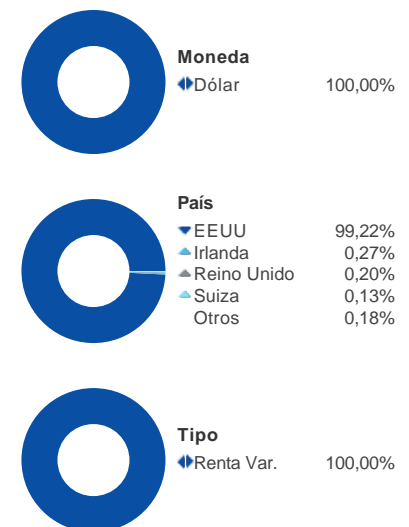 Moneda
Dólar 100,00%
País
EEUU 99,22%
Irlanda 0,27%
Reino Unido 0,20%
Suiza 0,13%
Otros 0,18%
Tipo
Renta Var. 100,00%